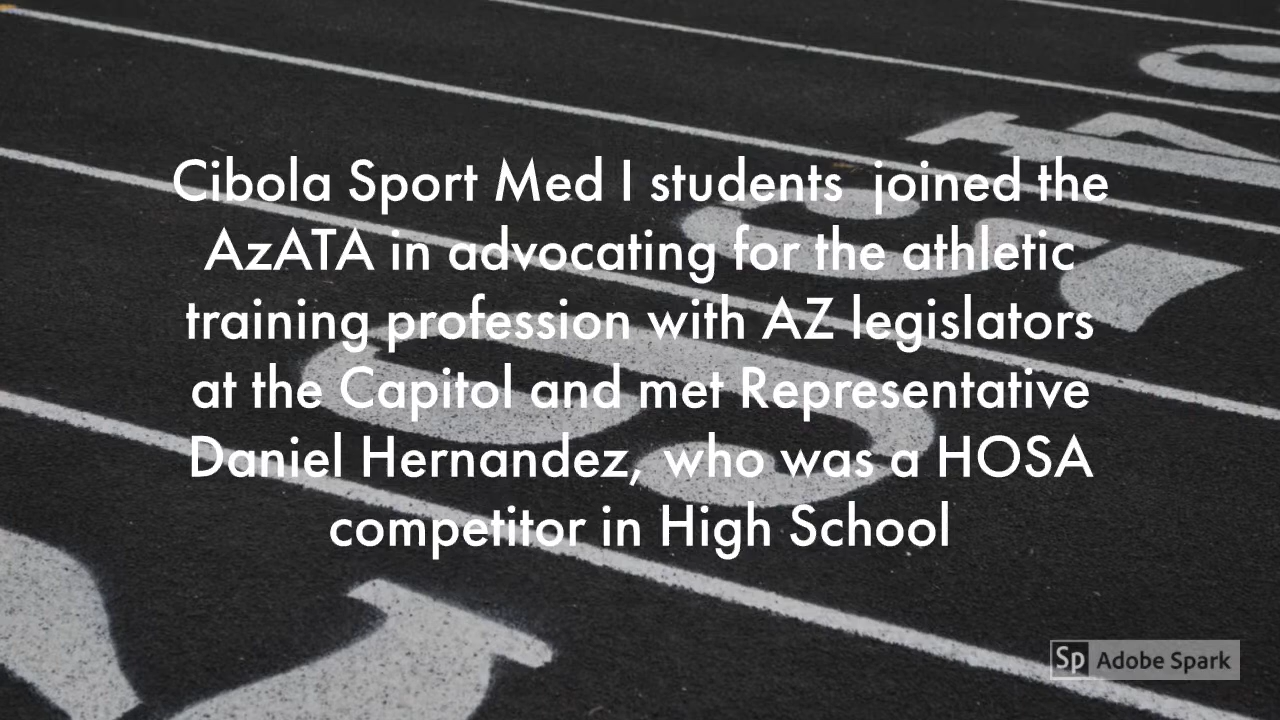 Cibola Sport Med I students  joined the
AzATA in advocating for the athletic
training profession with AZ legislators
at the Capitol and met Representative
Daniel Hernandez, who was a HOSA
competitor in High School
Sp Adobe Spark